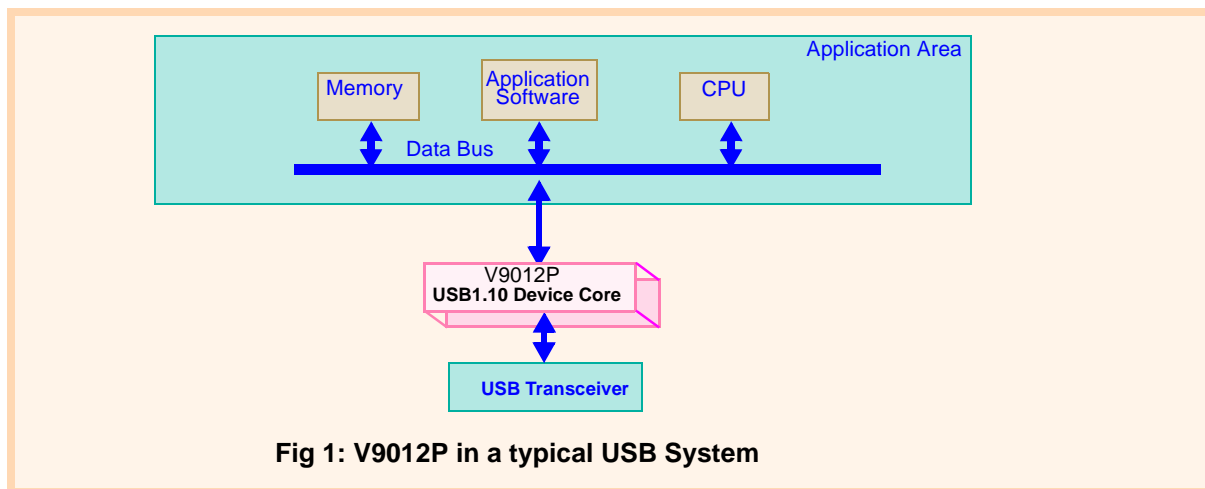 Application Area
Memory
Application
Software
CPU
Data Bus
V9012P
USB1.10 Device Core
USB Transceiver
Fig 1: V9012P in a typical USB System